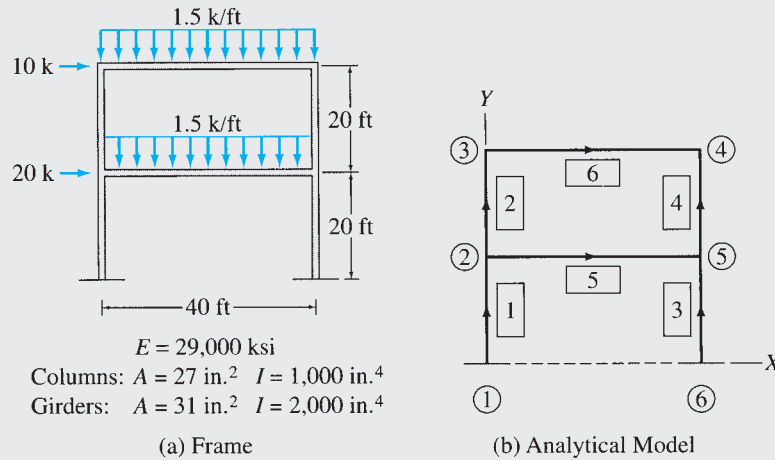 1.5 k/ft
10 k
20 ft
1.5 k/ft
20 k
20 ft
40 ft
E = 29,000 ksi
Columns: A = 27 in.² I = 1,000 in.⁴
Girders: A = 31 in.² I = 2,000 in.⁴
(a) Frame
Y
3
4
6
2
4
2
5
5
1
3
X
1
6
(b) Analytical Model